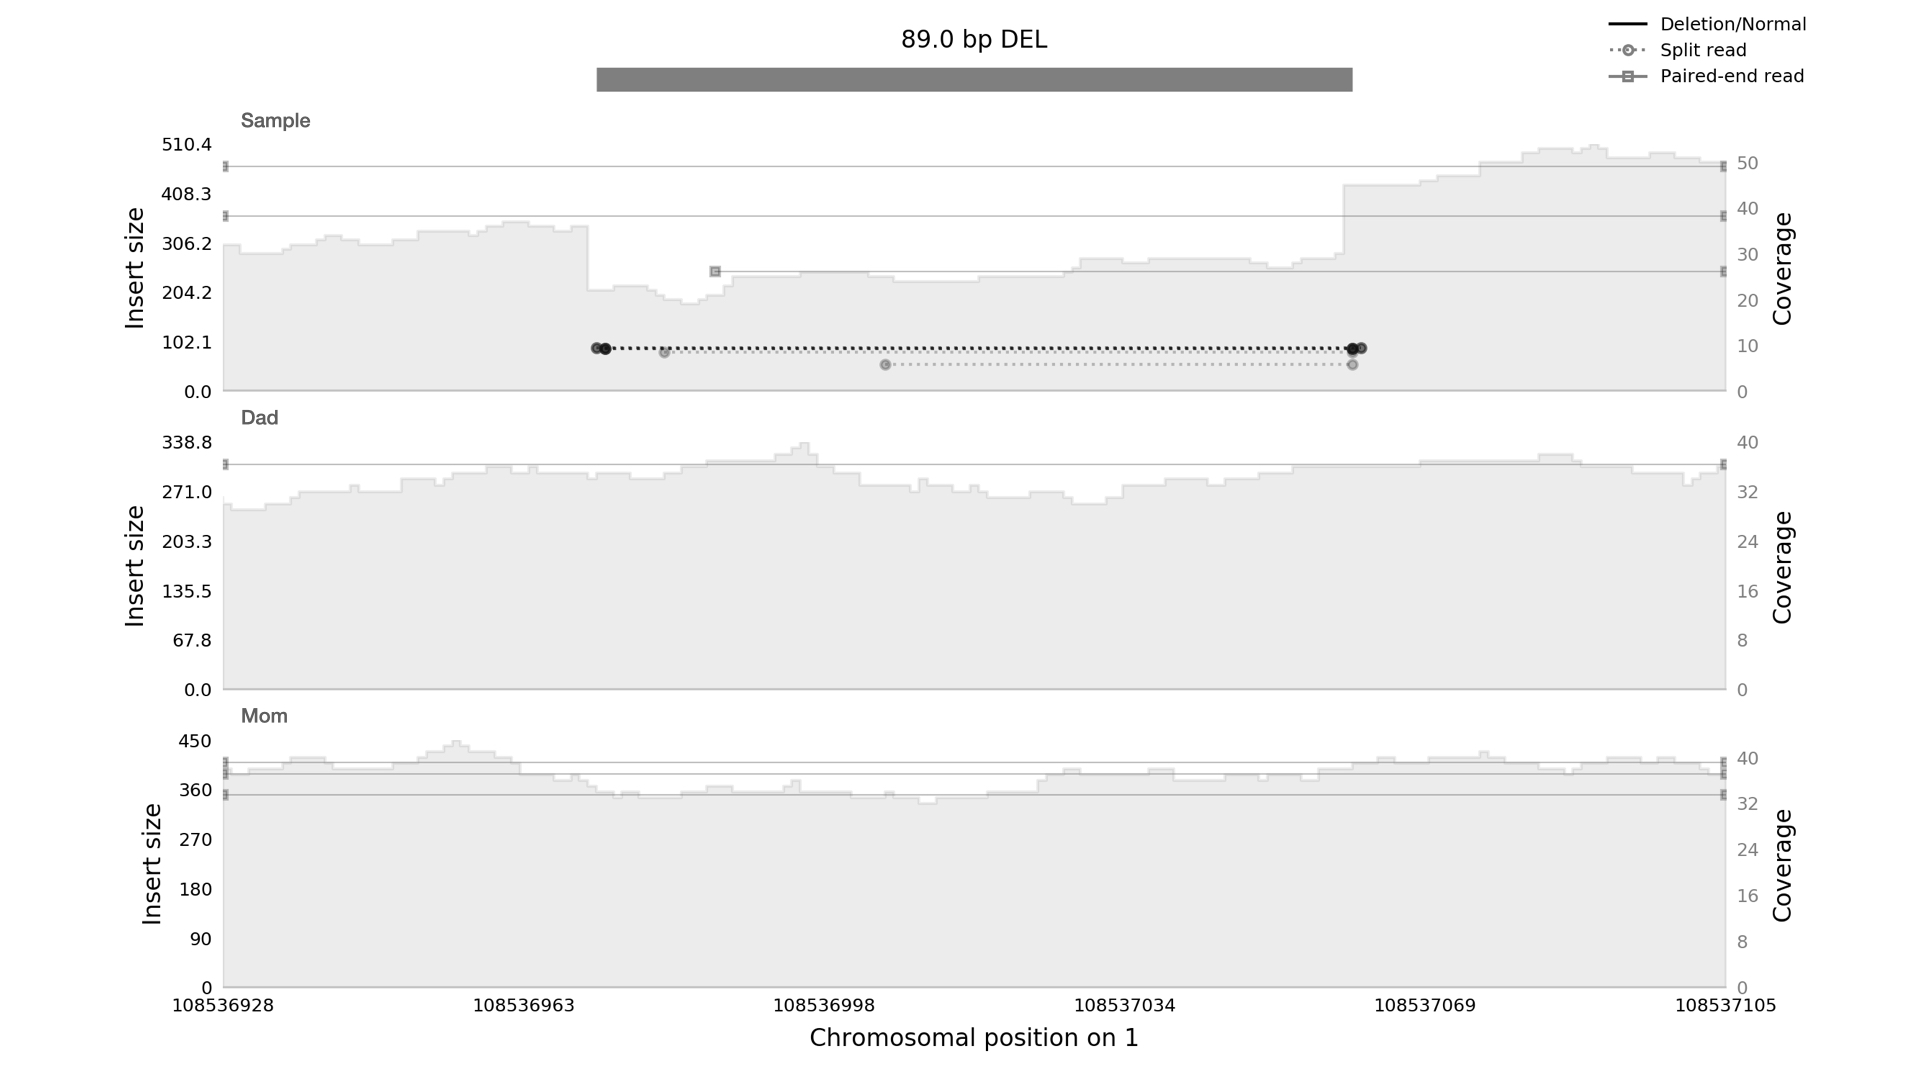 89.0 bp DEL
Deletion/Normal
Split read
Paired-end read
Sample
510.4
408.3
306.2
204.2
102.1
0.0
Insert size
50
40
30
20
10
0
Coverage
Dad
338.8
271.0
203.3
135.5
67.8
0.0
Insert size
40
32
24
16
8
0
Coverage
Mom
450
360
270
180
90
0
Insert size
40
32
24
16
8
0
Coverage
108536928 108536963 108536998 108537034 108537069 108537105
Chromosomal position on 1